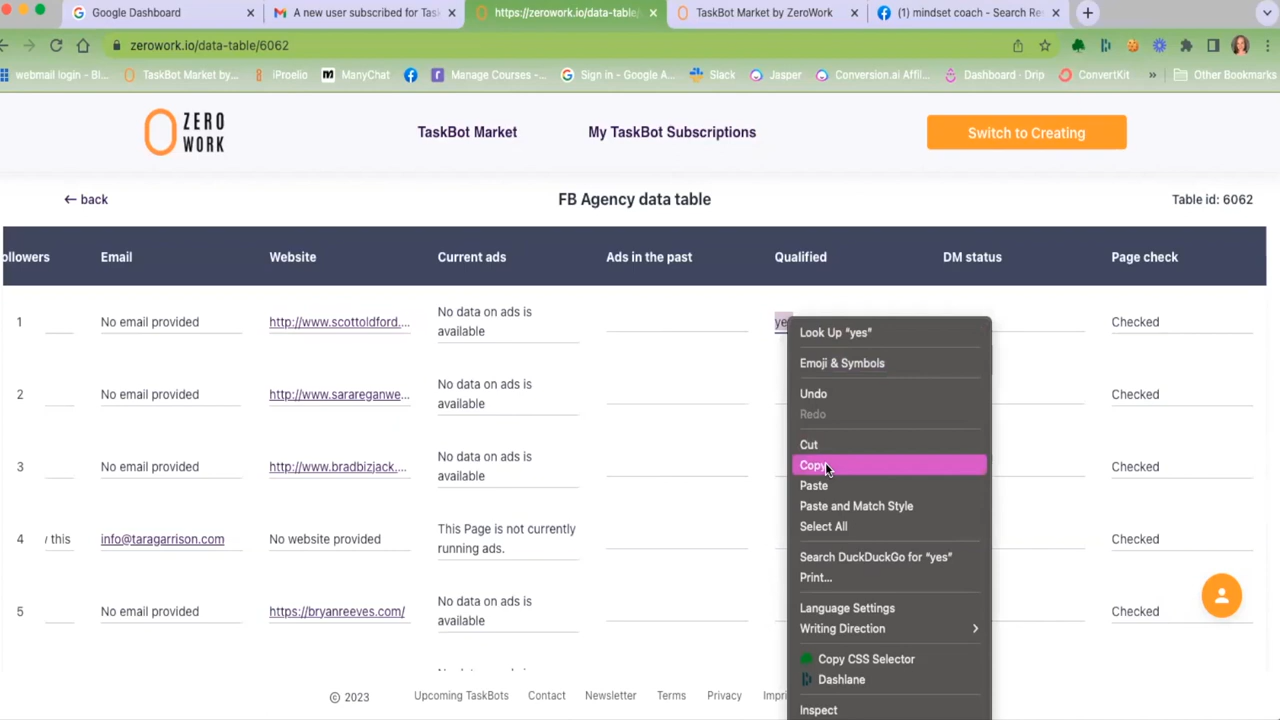 Google Dashboard
A new user subscribed for Task
https://zerowork.io/data-table/
TaskBot Market by ZeroWork
(1) mindset coach - Search Re
zerowork.io/data-table/6062
webmail login - Bl...
TaskBot Market by...
iProelio
ManyChat
Manage Courses -...
Sign in - Google A...
Slack
Jasper
Conversion.ai Affil...
Dashboard · Drip
ConvertKit
»
Other Bookmarks
ZERO
WORK
TaskBot Market
My TaskBot Subscriptions
Switch to Creating
← back
FB Agency data table
Table id: 6062
ollowers Email Website Current ads Ads in the past Qualified DM status Page check
1 No email provided http://www.scottoldford.... No data on ads is available yes Checked
2 No email provided http://www.sarareganwe... No data on ads is available Checked
3 No email provided http://www.bradbizjack.... No data on ads is available Checked
4 / this info@taragarrison.com No website provided This Page is not currently running ads. Checked
5 No email provided https://bryanreeves.com/ No data on ads is available Checked
Look Up “yes”
Emoji & Symbols
Undo
Redo
Cut
Copy
Paste
Paste and Match Style
Select All
Search DuckDuckGo for “yes”
Print...
Language Settings
Writing Direction
Copy CSS Selector
Dashlane
Inspect
© 2023
Upcoming TaskBots
Contact
Newsletter
Terms
Privacy
Impri